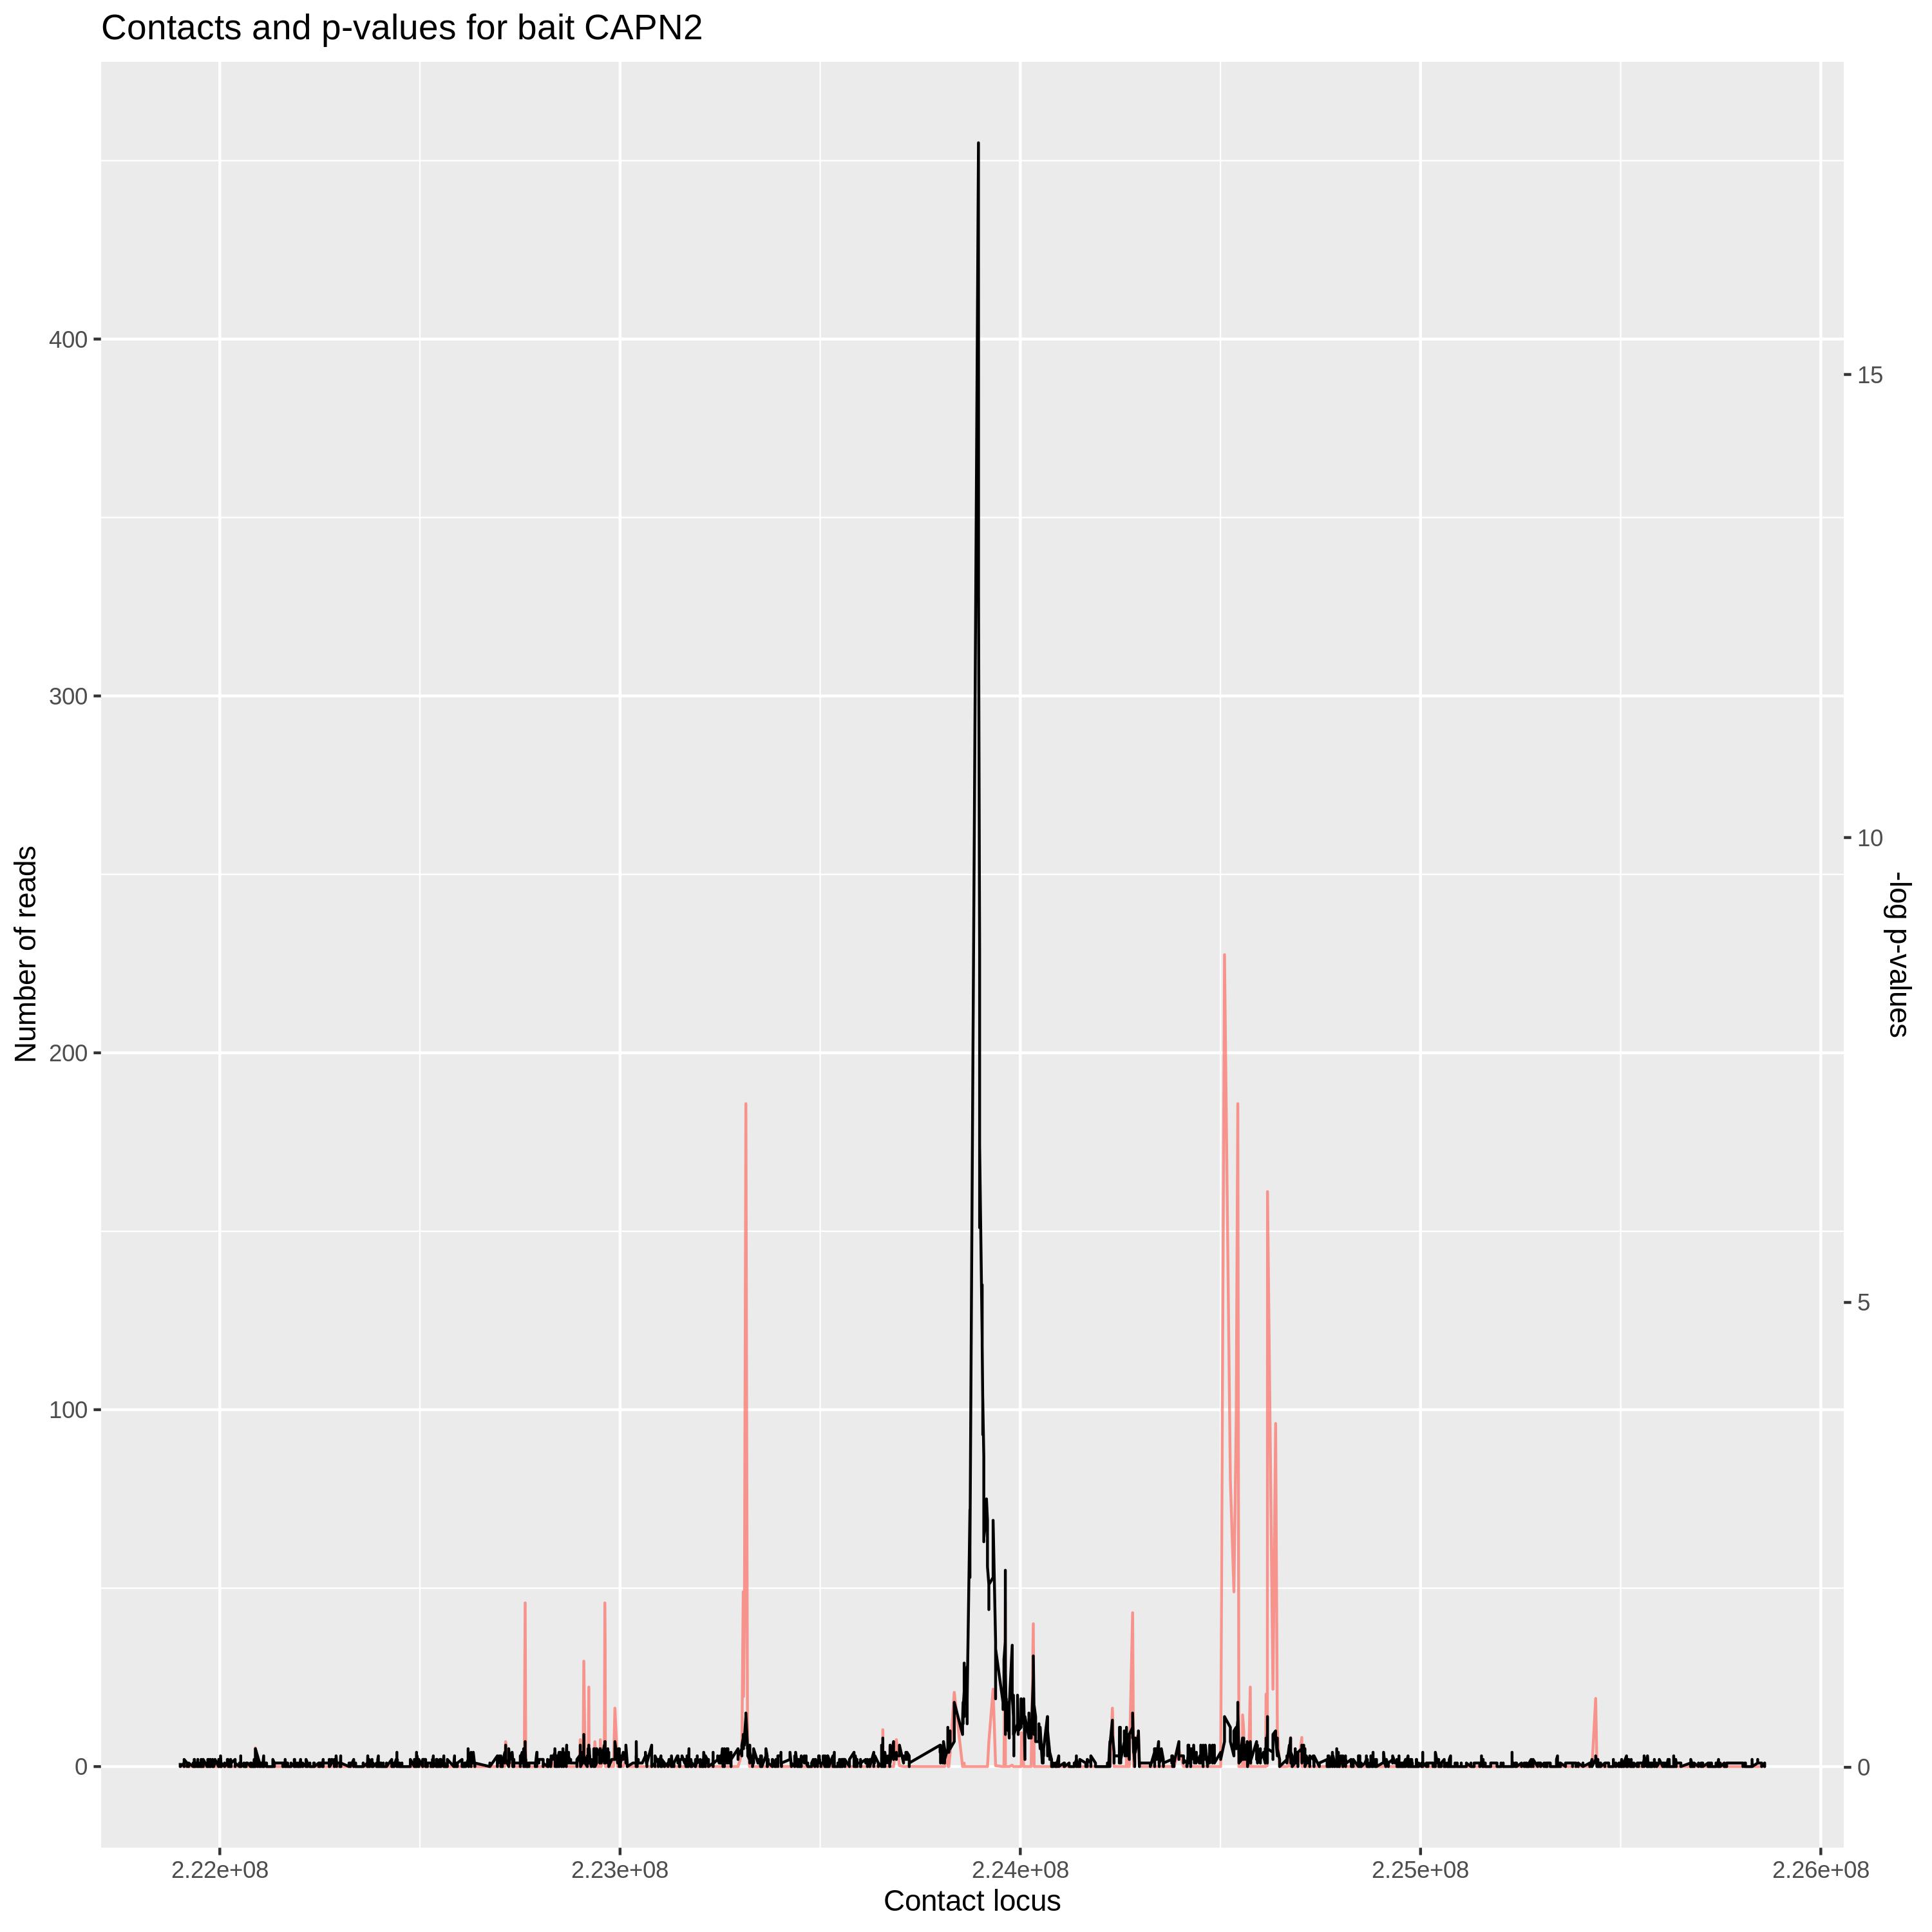 Contacts and p-values for bait CAPN2
Number of reads
400
300
200
100
0
15
10
5
0
-log p-values
2.22e+08
2.23e+08
2.24e+08
2.25e+08
2.26e+08
Contact locus